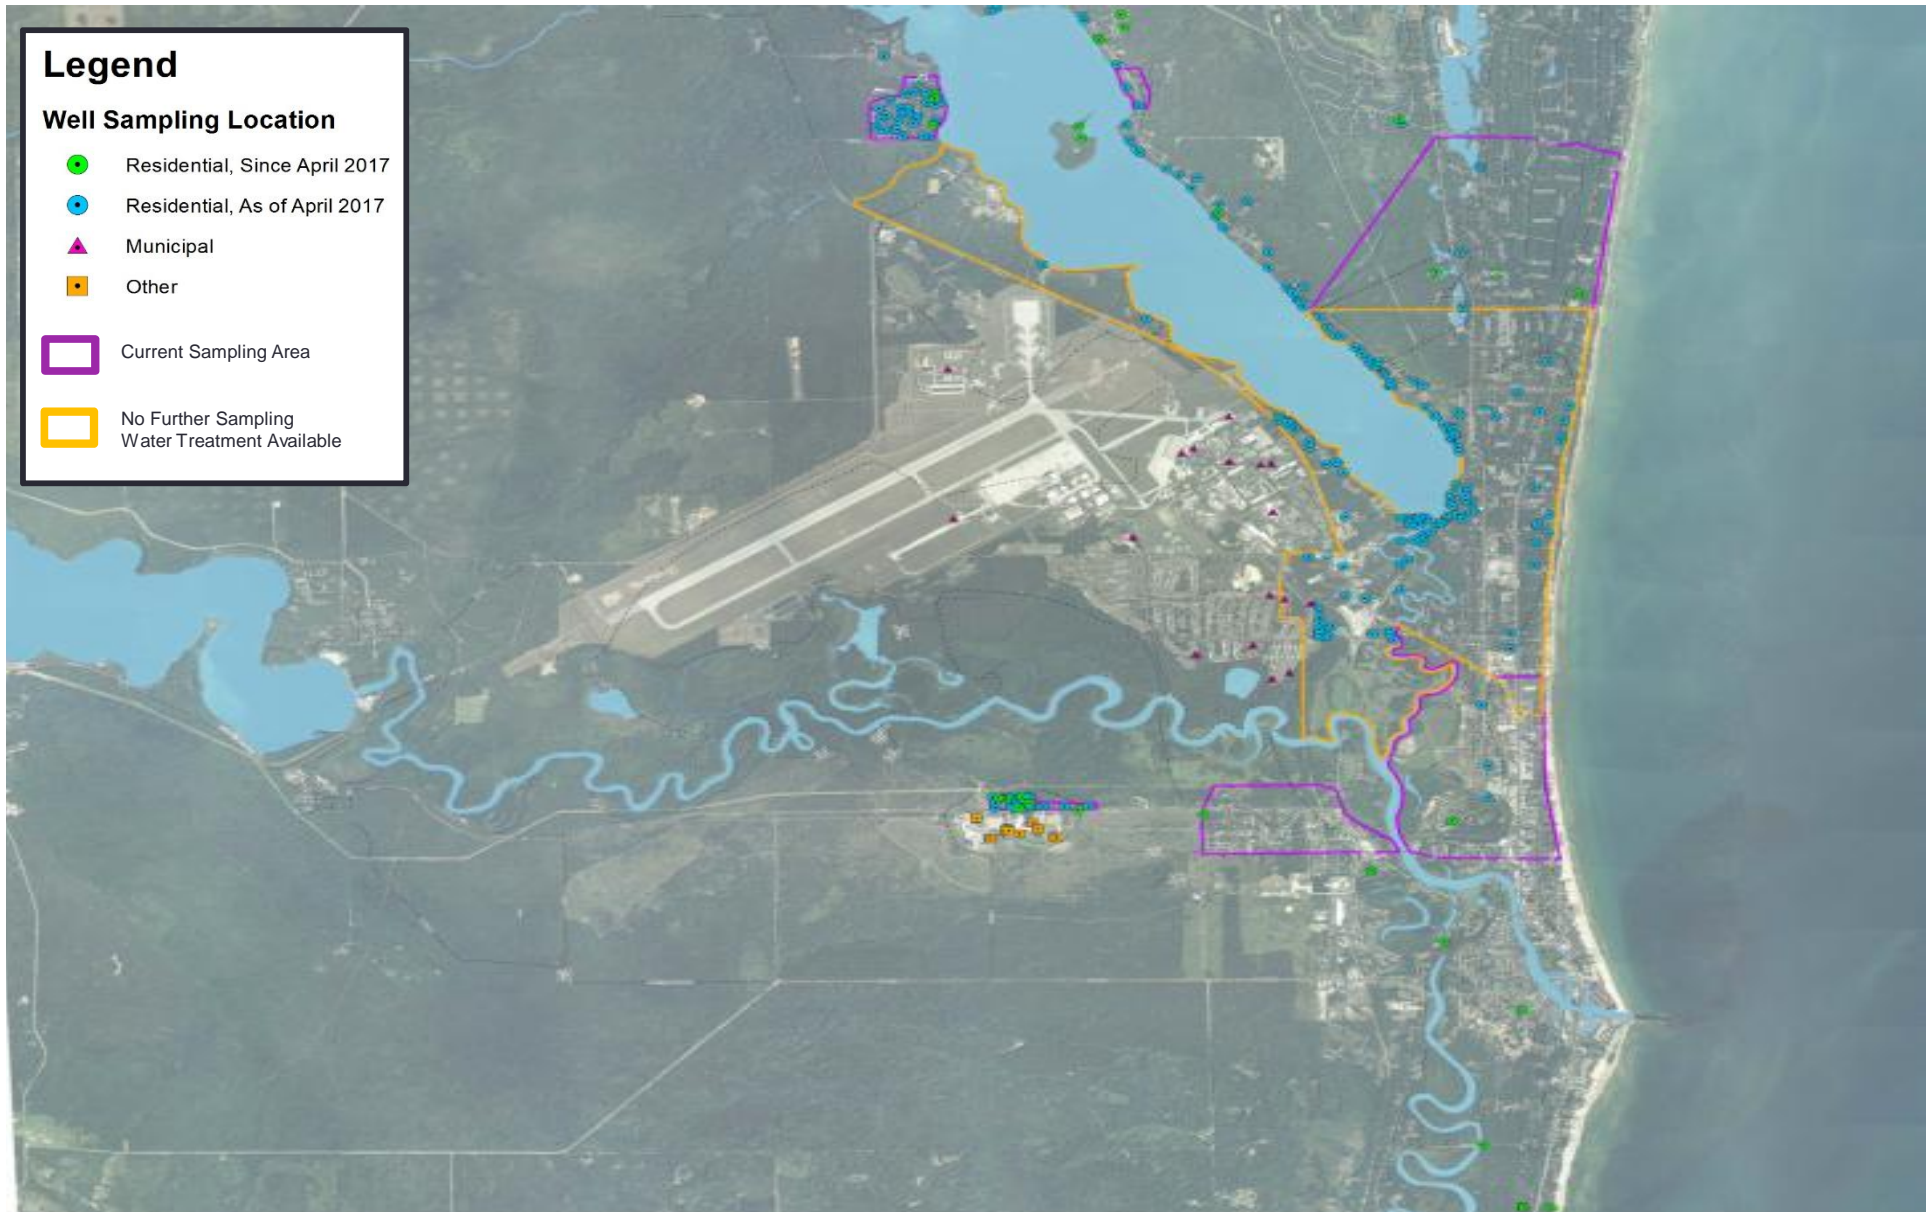 Legend
Well Sampling Location
Residential, Since April 2017
Residential, As of April 2017
Municipal
Other
Current Sampling Area
No Further Sampling
Water Treatment Available